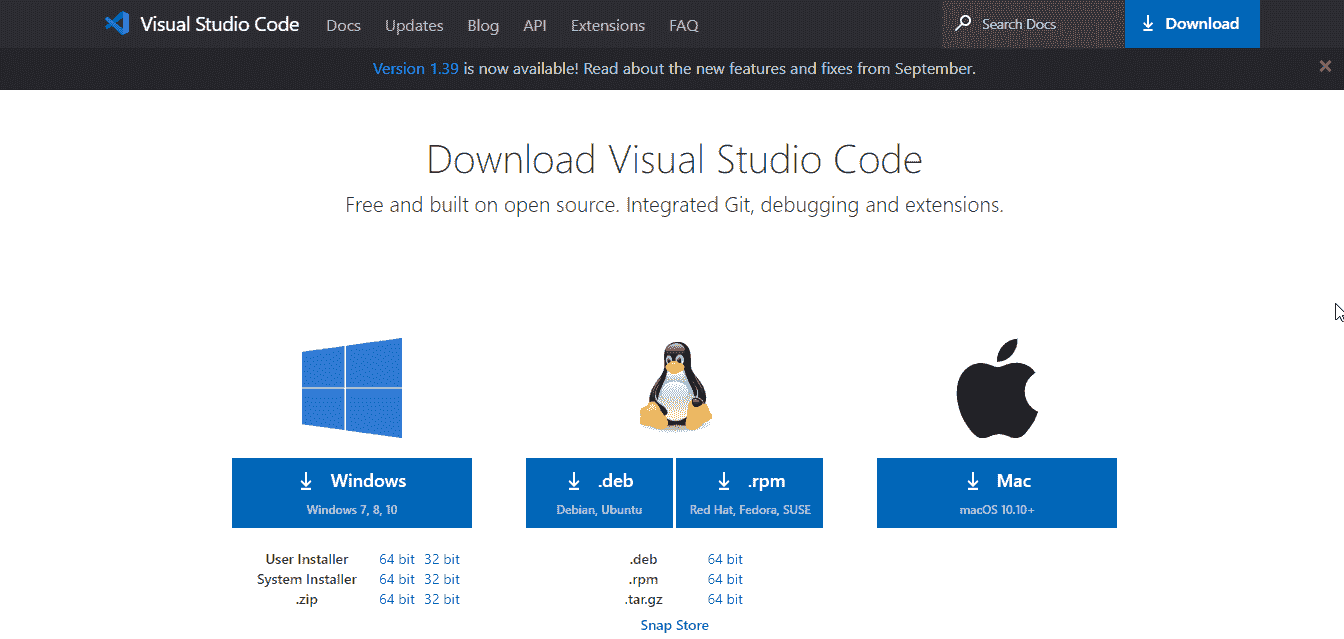 Visual Studio Code Docs Updates Blog API Extensions FAQ Search Docs Download
Version 1.39 is now available! Read about the new features and fixes from September.
Download Visual Studio Code
Free and built on open source. Integrated Git, debugging and extensions.
Windows
Windows 7, 8, 10
.deb
Debian, Ubuntu
.rpm
Red Hat, Fedora, SUSE
Mac
macOS 10.10+
User Installer 64 bit 32 bit
System Installer 64 bit 32 bit
.zip 64 bit 32 bit
.deb 64 bit
.rpm 64 bit
.tar.gz 64 bit
Snap Store